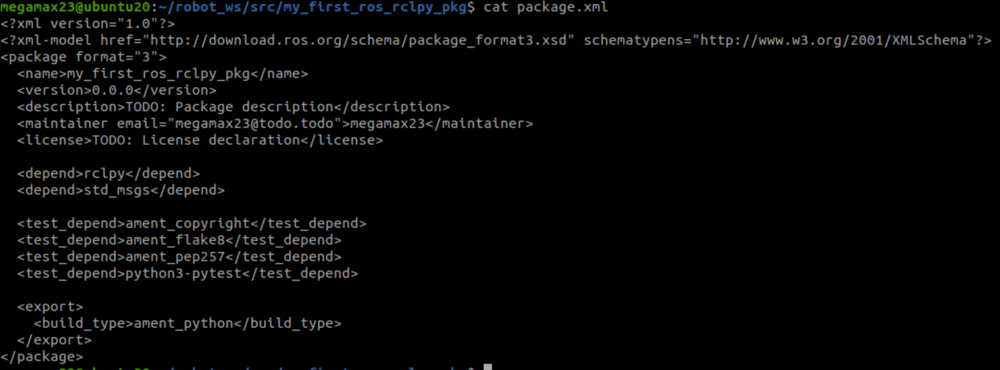 megamax23@ubuntu20:~/robot_ws/src/my_first_ros_rclpy_pkg$ cat package.xml
<?xml version="1.0"?>
<?xml-model href="http://download.ros.org/schema/package_format3.xsd" schematypens="http://www.w3.org/2001/XMLSchema"?>
<package format="3">
  <name>my_first_ros_rclpy_pkg</name>
  <version>0.0.0</version>
  <description>TODO: Package description</description>
  <maintainer email="megamax23@todo.todo">megamax23</maintainer>
  <license>TODO: License declaration</license>

  <depend>rclpy</depend>
  <depend>std_msgs</depend>

  <test_depend>ament_copyright</test_depend>
  <test_depend>ament_flake8</test_depend>
  <test_depend>ament_pep257</test_depend>
  <test_depend>python3-pytest</test_depend>

  <export>
    <build_type>ament_python</build_type>
  </export>
</package>